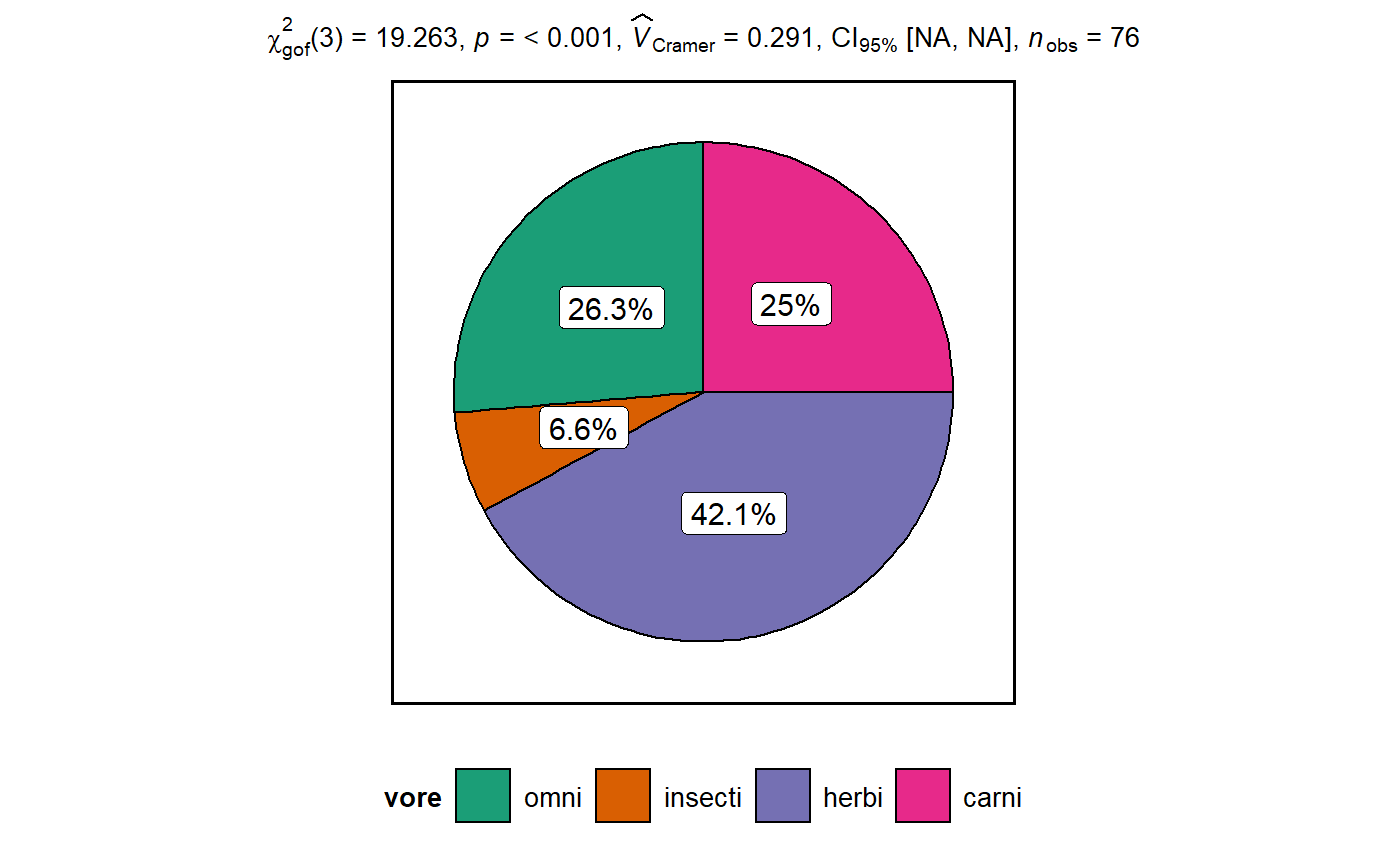 χ²gof(3) = 19.263, p = < 0.001, V̂Cramer = 0.291, CI95% [NA, NA], nobs = 76
26.3%
25%
6.6%
42.1%
vore omni insecti herbi carni